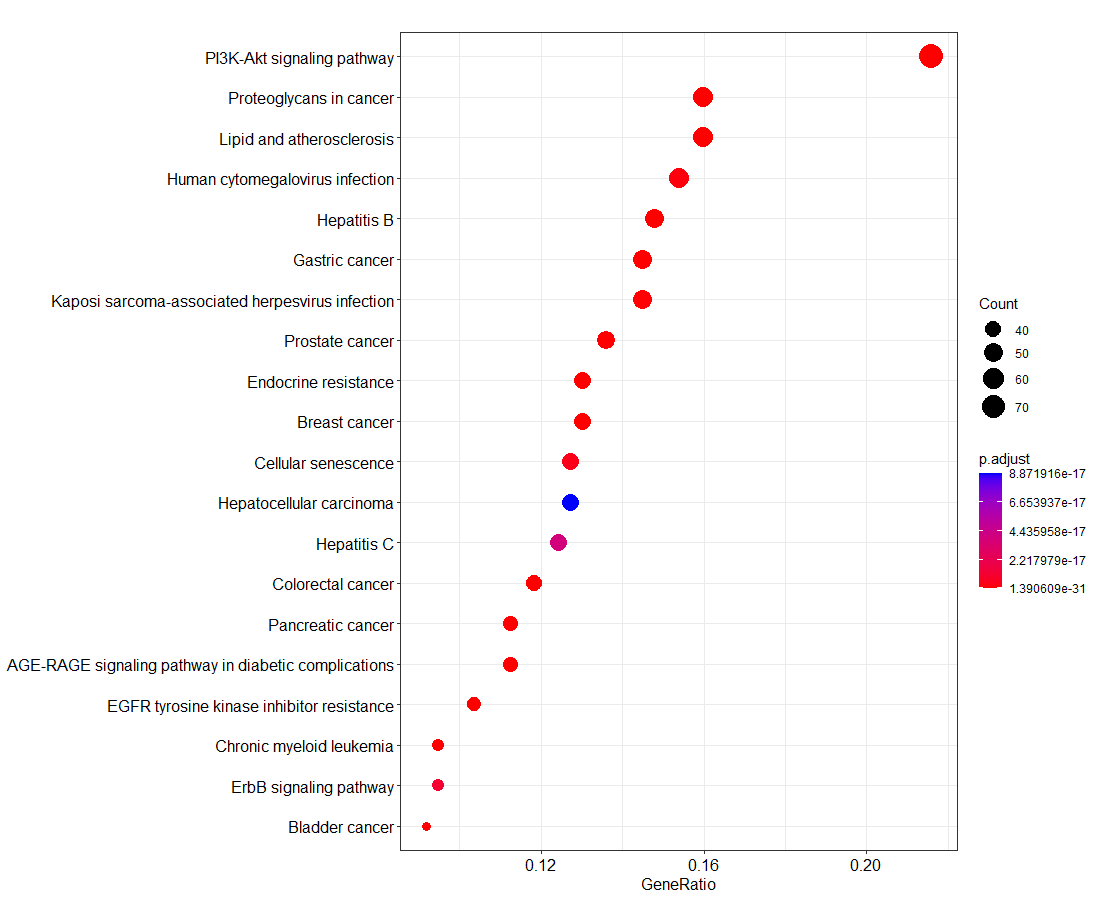 PI3K-Akt signaling pathway
Proteoglycans in cancer
Lipid and atherosclerosis
Human cytomegalovirus infection
Hepatitis B
Gastric cancer
Kaposi sarcoma-associated herpesvirus infection
Prostate cancer
Endocrine resistance
Breast cancer
Cellular senescence
Hepatocellular carcinoma
Hepatitis C
Colorectal cancer
Pancreatic cancer
AGE-RAGE signaling pathway in diabetic complications
EGFR tyrosine kinase inhibitor resistance
Chronic myeloid leukemia
ErbB signaling pathway
Bladder cancer
0.12 0.16 0.20
GeneRatio
Count
40
50
60
70
p.adjust
8.871916e-17
6.653937e-17
4.435958e-17
2.217979e-17
1.390609e-31